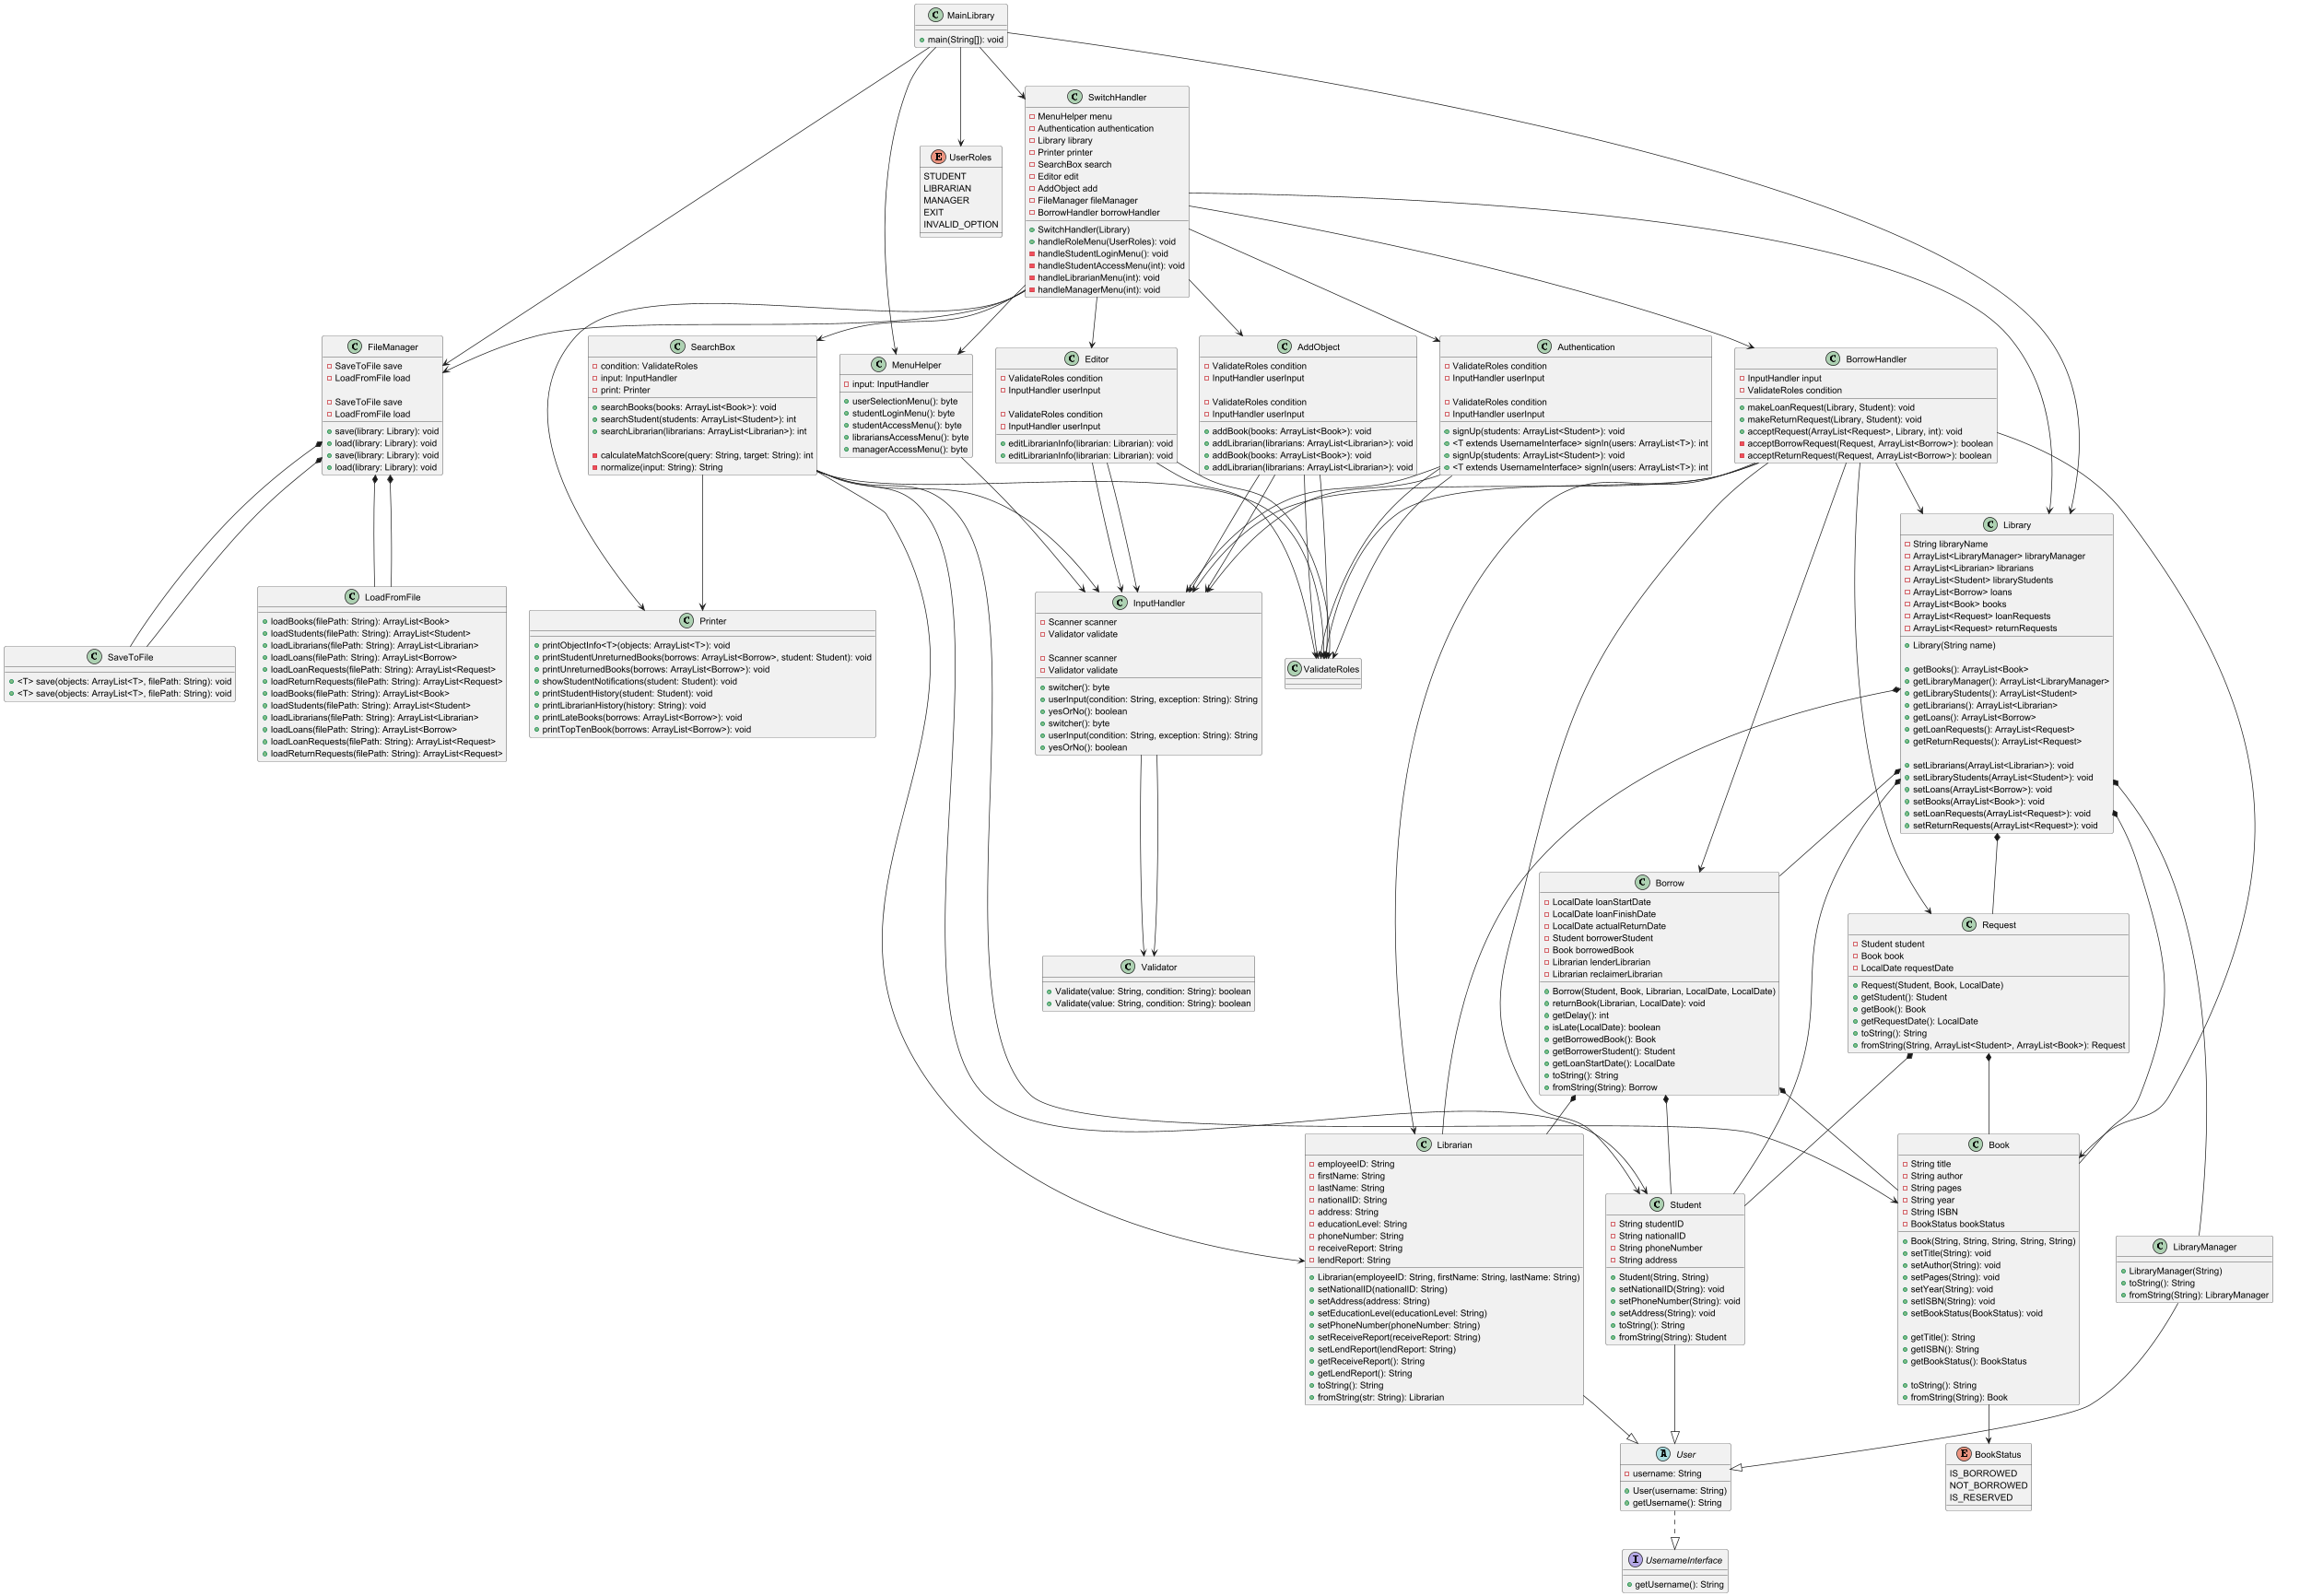 MainLibrary
main(String[]): void
SwitchHandler
MenuHelper menu
Authentication authentication
Library library
Printer printer
SearchBox search
Editor edit
AddObject add
FileManager fileManager
BorrowHandler borrowHandler
SwitchHandler(Library)
handleRoleMenu(UserRoles): void
handleStudentLoginMenu(): void
handleStudentAccessMenu(int): void
handleLibrarianMenu(int): void
handleManagerMenu(int): void
UserRoles
STUDENT
LIBRARIAN
MANAGER
EXIT
INVALID_OPTION
FileManager
SaveToFile save
LoadFromFile load
SaveToFile save
LoadFromFile load
save(library: Library): void
load(library: Library): void
save(library: Library): void
load(library: Library): void
SearchBox
condition: ValidateRoles
input: InputHandler
print: Printer
searchBooks(books: ArrayList<Book>): void
searchStudent(students: ArrayList<Student>): int
searchLibrarian(librarians: ArrayList<Librarian>): int
calculateMatchScore(query: String, target: String): int
normalize(input: String): String
MenuHelper
input: InputHandler
userSelectionMenu(): byte
studentLoginMenu(): byte
studentAccessMenu(): byte
librariansAccessMenu(): byte
managerAccessMenu(): byte
Editor
ValidateRoles condition
InputHandler userInput
ValidateRoles condition
InputHandler userInput
editLibrarianInfo(librarian: Librarian): void
editLibrarianInfo(librarian: Librarian): void
AddObject
ValidateRoles condition
InputHandler userInput
ValidateRoles condition
InputHandler userInput
addBook(books: ArrayList<Book>): void
addLibrarian(librarians: ArrayList<Librarian>): void
addBook(books: ArrayList<Book>): void
addLibrarian(librarians: ArrayList<Librarian>): void
Authentication
ValidateRoles condition
InputHandler userInput
ValidateRoles condition
InputHandler userInput
signUp(students: ArrayList<Student>): void
<T extends UsernameInterface> signIn(users: ArrayList<T>): int
signUp(students: ArrayList<Student>): void
<T extends UsernameInterface> signIn(users: ArrayList<T>): int
BorrowHandler
InputHandler input
ValidateRoles condition
makeLoanRequest(Library, Student): void
makeReturnRequest(Library, Student): void
acceptRequest(ArrayList<Request>, Library, int): void
acceptBorrowRequest(Request, ArrayList<Borrow>): boolean
acceptReturnRequest(Request, ArrayList<Borrow>): boolean
Library
String libraryName
ArrayList<LibraryManager> libraryManager
ArrayList<Librarian> librarians
ArrayList<Student> libraryStudents
ArrayList<Borrow> loans
ArrayList<Book> books
ArrayList<Request> loanRequests
ArrayList<Request> returnRequests
Library(String name)
getBooks(): ArrayList<Book>
getLibraryManager(): ArrayList<LibraryManager>
getLibraryStudents(): ArrayList<Student>
getLibrarians(): ArrayList<Librarian>
getLoans(): ArrayList<Borrow>
getLoanRequests(): ArrayList<Request>
getReturnRequests(): ArrayList<Request>
setLibrarians(ArrayList<Librarian>): void
setLibraryStudents(ArrayList<Student>): void
setLoans(ArrayList<Borrow>): void
setBooks(ArrayList<Book>): void
setLoanRequests(ArrayList<Request>): void
setReturnRequests(ArrayList<Request>): void
SaveToFile
<T> save(objects: ArrayList<T>, filePath: String): void
<T> save(objects: ArrayList<T>, filePath: String): void
LoadFromFile
loadBooks(filePath: String): ArrayList<Book>
loadStudents(filePath: String): ArrayList<Student>
loadLibrarians(filePath: String): ArrayList<Librarian>
loadLoans(filePath: String): ArrayList<Borrow>
loadLoanRequests(filePath: String): ArrayList<Request>
loadReturnRequests(filePath: String): ArrayList<Request>
loadBooks(filePath: String): ArrayList<Book>
loadStudents(filePath: String): ArrayList<Student>
loadLibrarians(filePath: String): ArrayList<Librarian>
loadLoans(filePath: String): ArrayList<Borrow>
loadLoanRequests(filePath: String): ArrayList<Request>
loadReturnRequests(filePath: String): ArrayList<Request>
Printer
printObjectInfo<T>(objects: ArrayList<T>): void
printStudentUnreturnedBooks(borrows: ArrayList<Borrow>, student: Student): void
printUnreturnedBooks(borrows: ArrayList<Borrow>): void
showStudentNotifications(student: Student): void
printStudentHistory(student: Student): void
printLibrarianHistory(history: String): void
printLateBooks(borrows: ArrayList<Borrow>): void
printTopTenBook(borrows: ArrayList<Borrow>): void
InputHandler
Scanner scanner
Validator validate
Scanner scanner
Validator validate
switcher(): byte
userInput(condition: String, exception: String): String
yesOrNo(): boolean
switcher(): byte
userInput(condition: String, exception: String): String
yesOrNo(): boolean
ValidateRoles
Validator
Validate(value: String, condition: String): boolean
Validate(value: String, condition: String): boolean
Borrow
LocalDate loanStartDate
LocalDate loanFinishDate
LocalDate actualReturnDate
Student borrowerStudent
Book borrowedBook
Librarian lenderLibrarian
Librarian reclaimerLibrarian
Borrow(Student, Book, Librarian, LocalDate, LocalDate)
returnBook(Librarian, LocalDate): void
getDelay(): int
isLate(LocalDate): boolean
getBorrowedBook(): Book
getBorrowerStudent(): Student
getLoanStartDate(): LocalDate
toString(): String
fromString(String): Borrow
Request
Student student
Book book
LocalDate requestDate
Request(Student, Book, LocalDate)
getStudent(): Student
getBook(): Book
getRequestDate(): LocalDate
toString(): String
fromString(String, ArrayList<Student>, ArrayList<Book>): Request
Librarian
employeeID: String
firstName: String
lastName: String
nationalID: String
address: String
educationLevel: String
phoneNumber: String
receiveReport: String
lendReport: String
Librarian(employeeID: String, firstName: String, lastName: String)
setNationalID(nationalID: String)
setAddress(address: String)
setEducationLevel(educationLevel: String)
setPhoneNumber(phoneNumber: String)
setReceiveReport(receiveReport: String)
setLendReport(lendReport: String)
getReceiveReport(): String
getLendReport(): String
toString(): String
fromString(str: String): Librarian
Student
String studentID
String nationalID
String phoneNumber
String address
Student(String, String)
setNationalID(String): void
setPhoneNumber(String): void
setAddress(String): void
toString(): String
fromString(String): Student
Book
String title
String author
String pages
String year
String ISBN
BookStatus bookStatus
Book(String, String, String, String, String)
setTitle(String): void
setAuthor(String): void
setPages(String): void
setYear(String): void
setISBN(String): void
setBookStatus(BookStatus): void
getTitle(): String
getISBN(): String
getBookStatus(): BookStatus
toString(): String
fromString(String): Book
LibraryManager
LibraryManager(String)
toString(): String
fromString(String): LibraryManager
User
username: String
User(username: String)
getUsername(): String
BookStatus
IS_BORROWED
NOT_BORROWED
IS_RESERVED
UsernameInterface
getUsername(): String